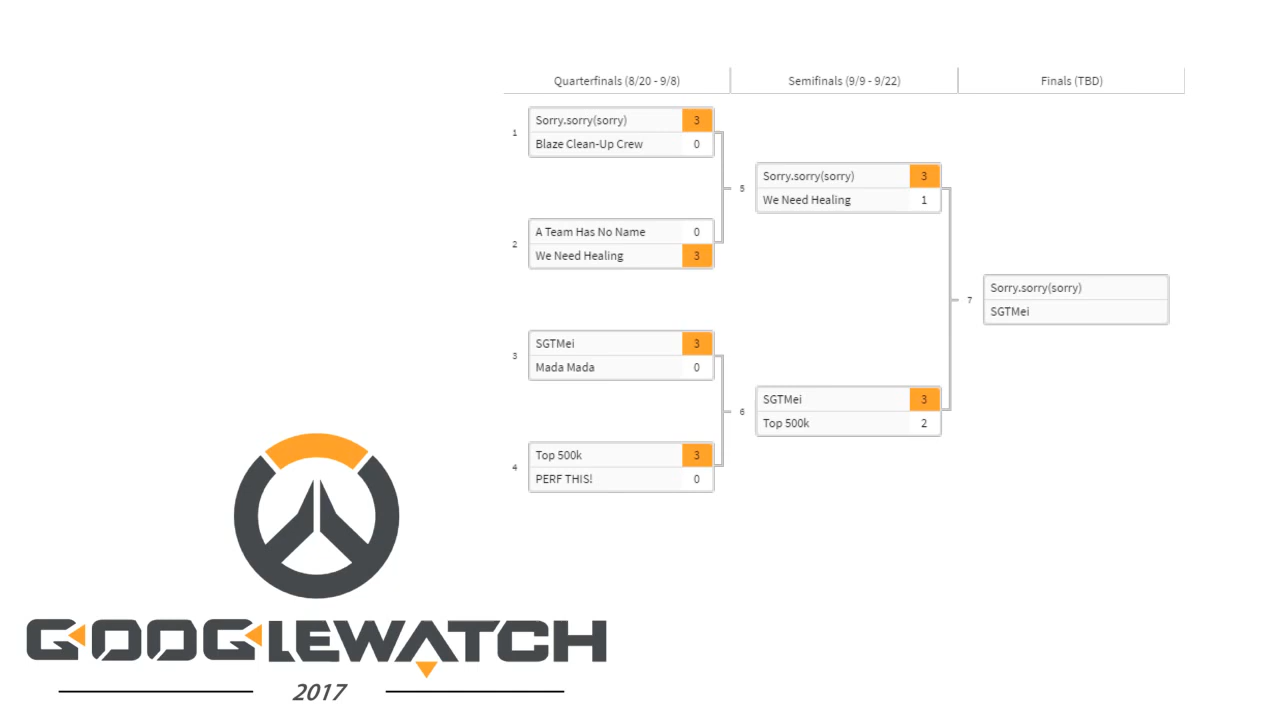 Quarterfinals (8/20 - 9/8) Semifinals (9/9 - 9/22) Finals (TBD)
1
Sorry.sorry(sorry) 3
Blaze Clean-Up Crew 0
2
A Team Has No Name 0
We Need Healing 3
3
SGTMei 3
Mada Mada 0
4
Top 500k 3
PERF THIS! 0
5
Sorry.sorry(sorry) 3
We Need Healing 1
6
SGTMei 3
Top 500k 2
7
Sorry.sorry(sorry)
SGTMei
GOOGLEWATCH
2017